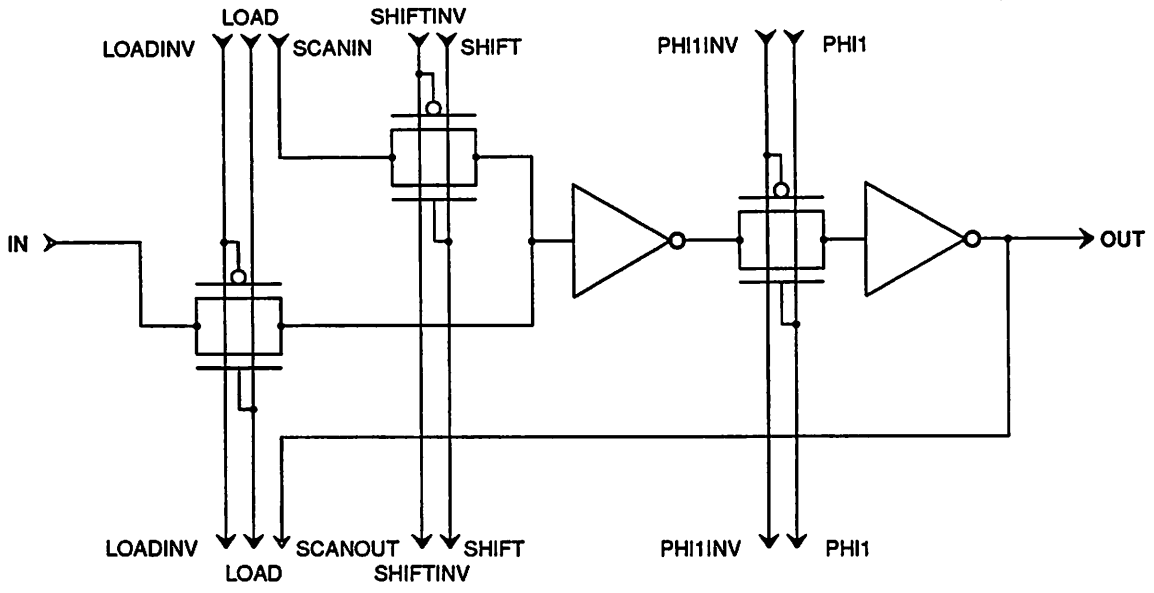 LOAD
SHIFTINV
LOADINV
SCANIN
SHIFT
PHI1INV
PHI1
IN
OUT
LOADINV
SCANOUT
SHIFT
PHI1INV
PHI1
LOAD
SHIFTINV